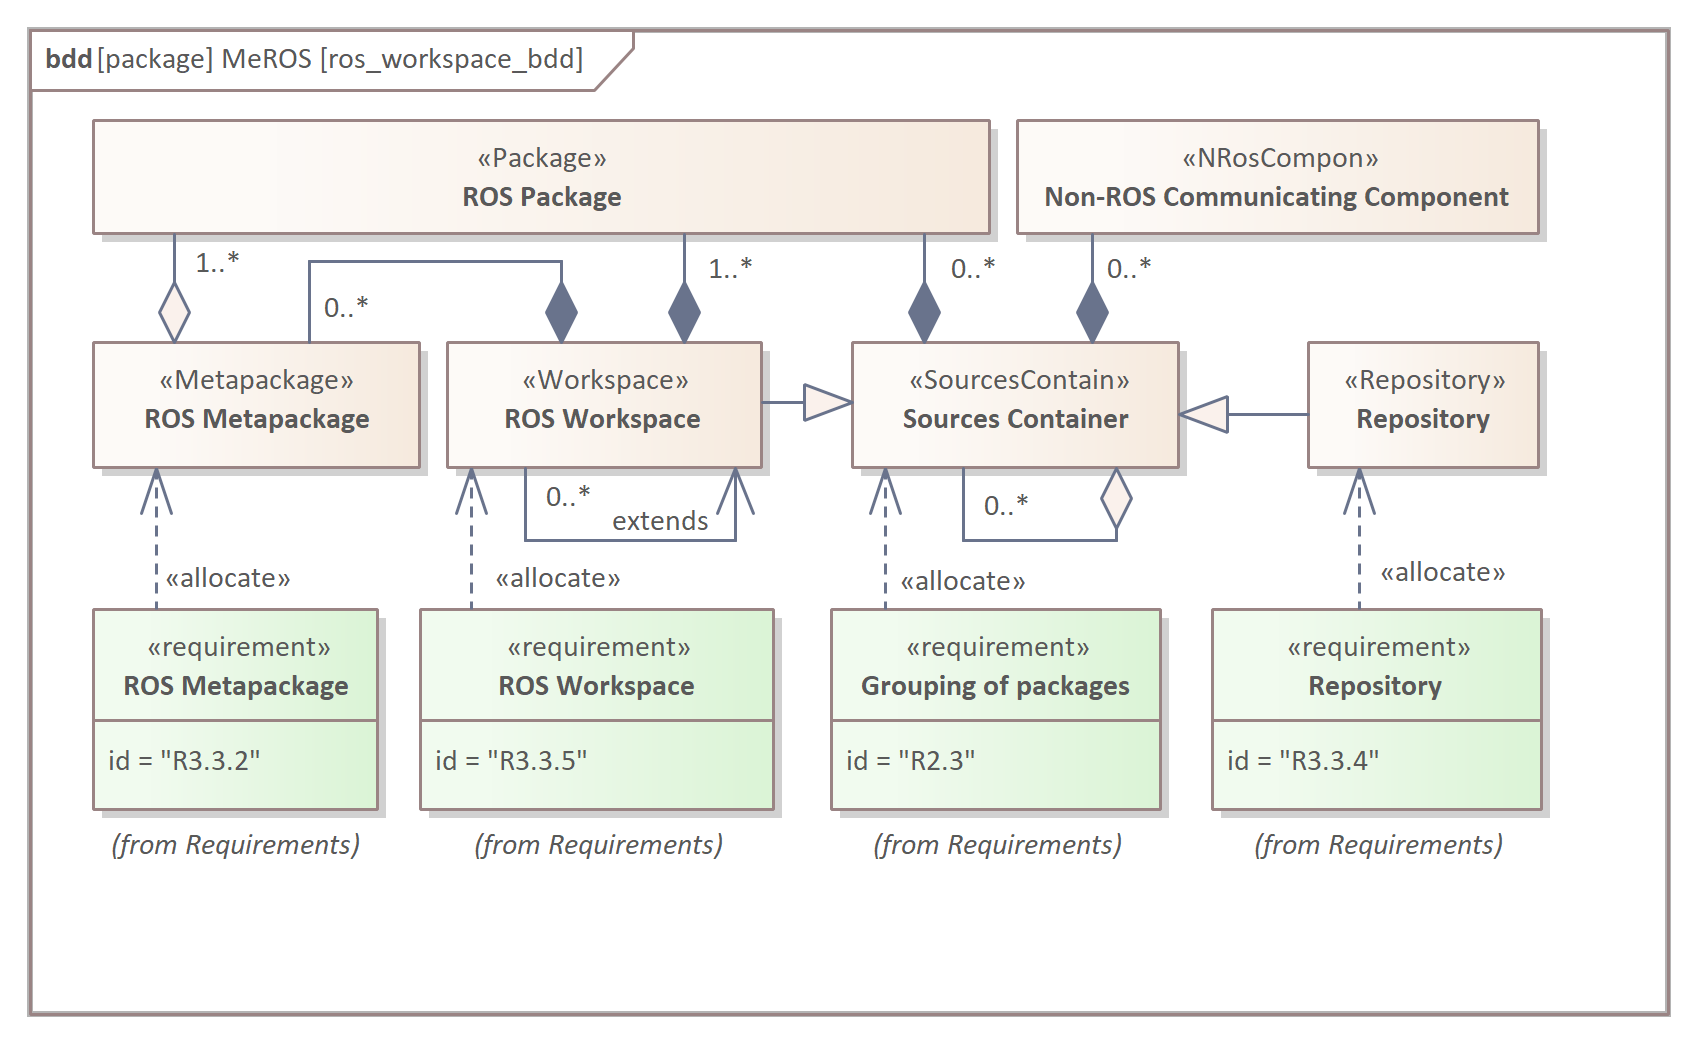 bdd [package] MeROS [ros_workspace_bdd]
«Package»
ROS Package
«NRosCompon»
Non-ROS Communicating Component
1..*
0..*
1..*
0..*
0..*
«Metapackage»
ROS Metapackage
«Workspace»
ROS Workspace
«SourcesContain»
Sources Container
«Repository»
Repository
0..*
extends
0..*
«allocate»
«allocate»
«allocate»
«allocate»
«requirement»
ROS Metapackage
id = "R3.3.2"
(from Requirements)
«requirement»
ROS Workspace
id = "R3.3.5"
(from Requirements)
«requirement»
Grouping of packages
id = "R2.3"
(from Requirements)
«requirement»
Repository
id = "R3.3.4"
(from Requirements)